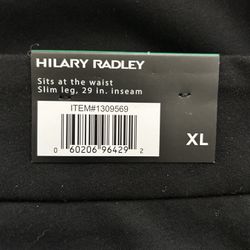 HILARY RADLEY
Sits at the waist
Slim leg, 29 in. inseam
ITEM#1309569
XL
0 60206 96429 2